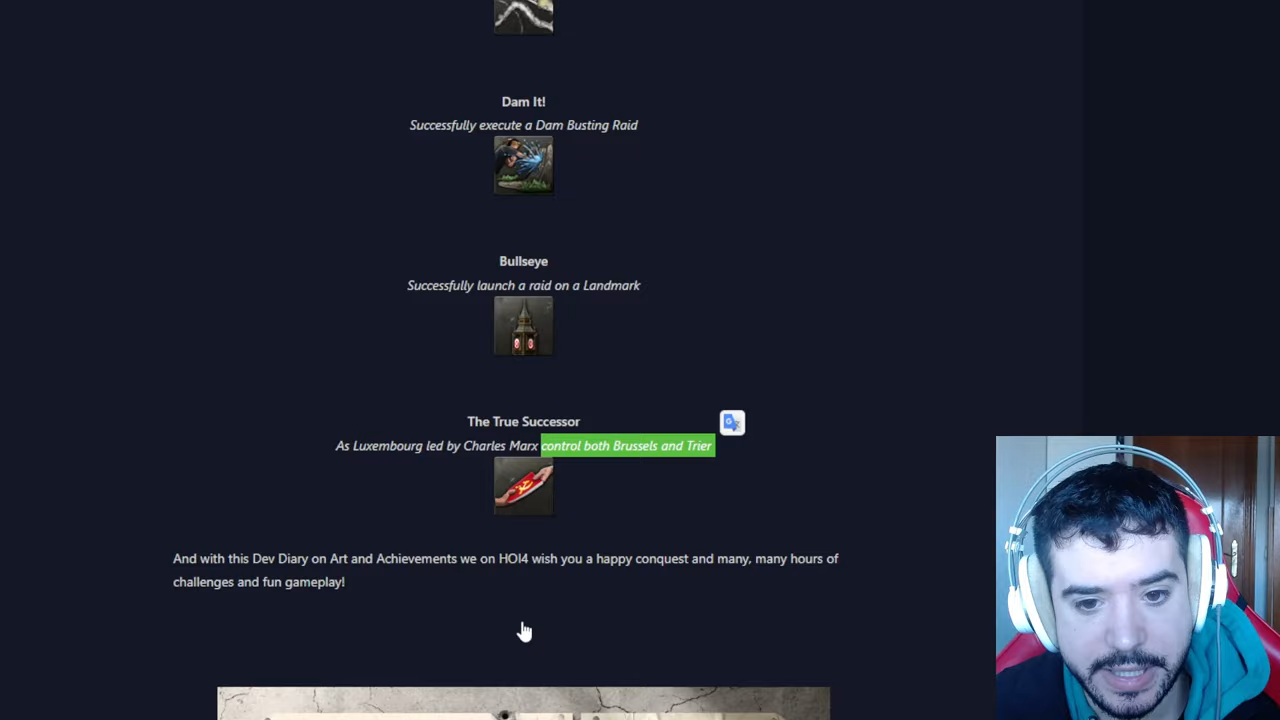 Dam It!
Successfully execute a Dam Busting Raid
Bullseye
Successfully launch a raid on a Landmark
The True Successor
As Luxembourg led by Charles Marx control both Brussels and Trier
And with this Dev Diary on Art and Achievements we on HOI4 wish you a happy conquest and many, many hours of
challenges and fun gameplay!